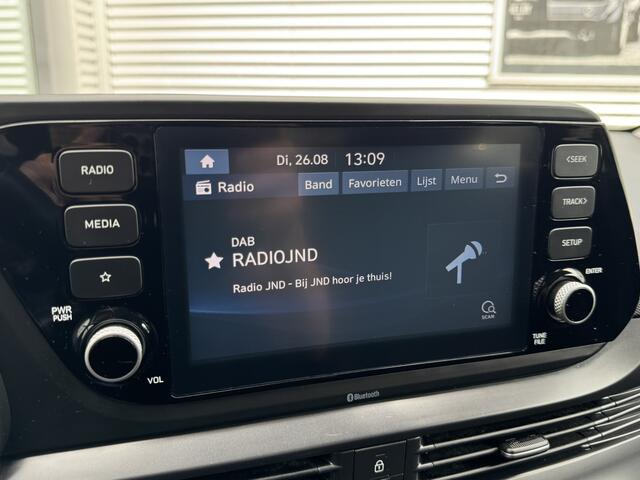 Di, 26.08 13:09
Radio Band Favorieten Lijst Menu
DAB
RADIOJND
Radio JND - Bij JND hoor je thuis!
SCAN
RADIO
MEDIA
PWR
PUSH
VOL
<SEEK
TRACK>
SETUP
ENTER
TUNE
FILE
Bluetooth